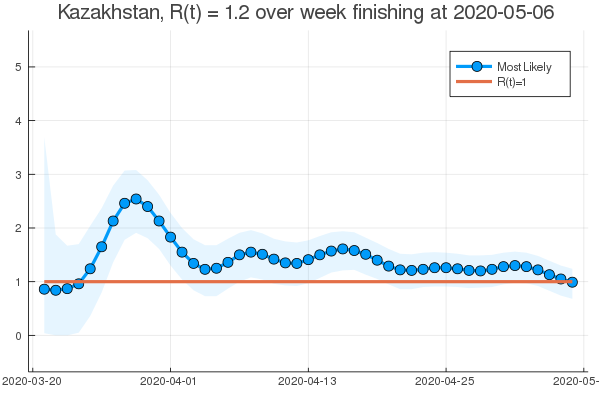 Kazakhstan, R(t) = 1.2 over week finishing at 2020-05-06
5
4
3
2
1
0
Most Likely
R(t)=1
2020-03-20 2020-04-01 2020-04-13 2020-04-25 2020-05-